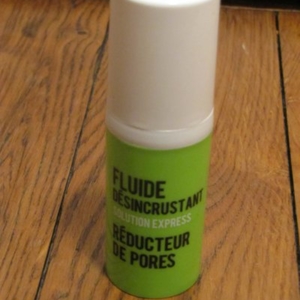 FLUIDE
DÉSINCRUSTANT
SOLUTION EXPRESS
RÉDUCTEUR
DE PORES